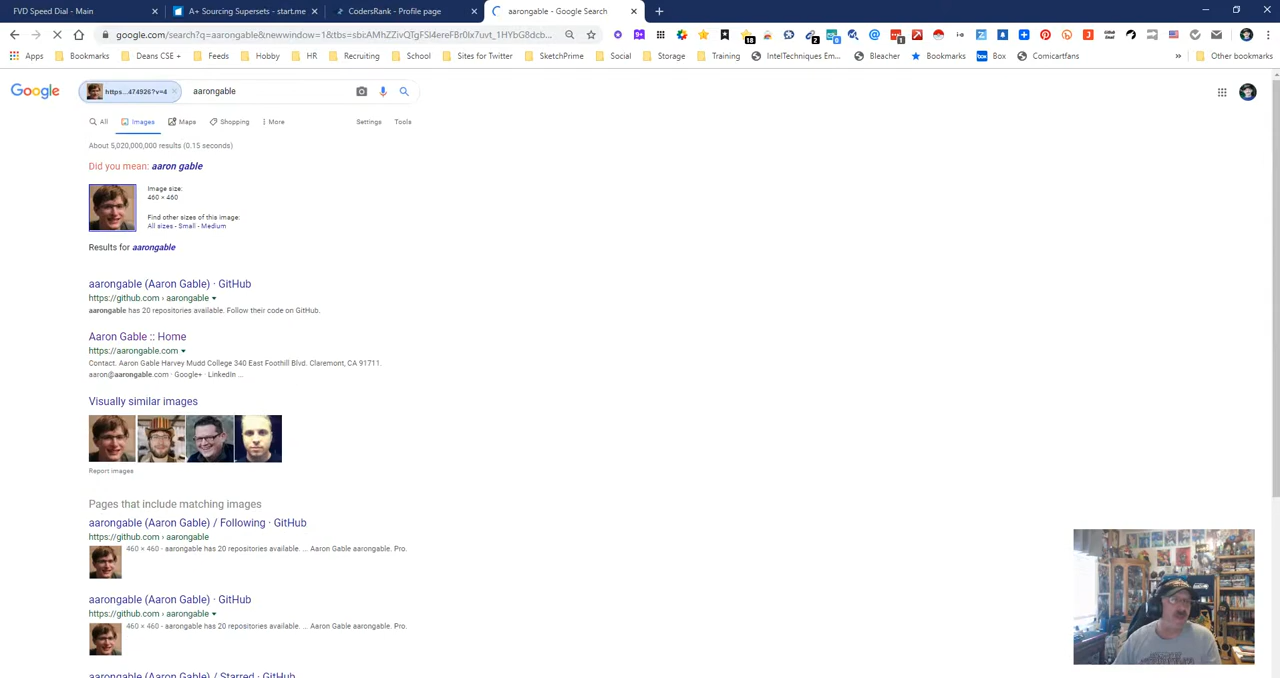 FVD Speed Dial - Main
A+ Sourcing Supersets - start.me
CodersRank - Profile page
aarongable - Google Search
google.com/search?q=aarongable&newwindow=1&tbs=sbicAMhZZivQTgFSl4ereFBr0Ix7uvt_1HYbG8dcb...
Apps
Bookmarks
Deans CSE +
Feeds
Hobby
HR
Recruiting
School
Sites for Twitter
SketchPrime
Social
Storage
Training
IntelTechniques Em...
Bleacher
Bookmarks
Box
Comicartfans
Other bookmarks
Google
https...474926?v=4
aarongable
All
Images
Maps
Shopping
More
Settings
Tools
About 5,020,000,000 results (0.15 seconds)
Did you mean: aaron gable
Image size:
460 × 460
Find other sizes of this image:
All sizes - Small - Medium
Results for aarongable
aarongable (Aaron Gable) · GitHub
https://github.com › aarongable
aarongable has 20 repositories available. Follow their code on GitHub.
Aaron Gable :: Home
https://aarongable.com
Contact. Aaron Gable Harvey Mudd College 340 East Foothill Blvd. Claremont, CA 91711.
aaron@aarongable.com · Google+ · LinkedIn ...
Visually similar images
Report images
Pages that include matching images
aarongable (Aaron Gable) / Following · GitHub
https://github.com › aarongable
460 × 460 - aarongable has 20 repositories available. ... Aaron Gable aarongable. Pro.
aarongable (Aaron Gable) · GitHub
https://github.com › aarongable
460 × 460 - aarongable has 20 repositories available. ... Aaron Gable aarongable. Pro.
aarongable (Aaron Gable) / Starred · GitHub